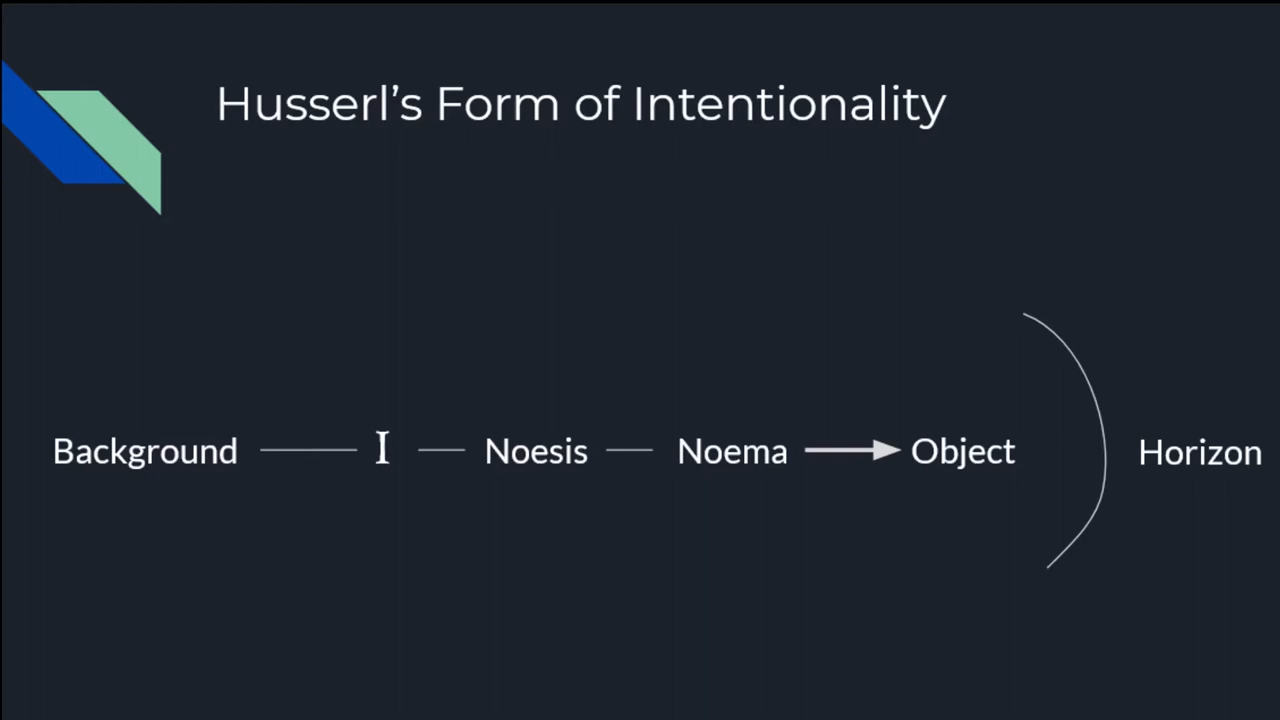 Husserl’s Form of Intentionality
Background I Noesis Noema Object Horizon